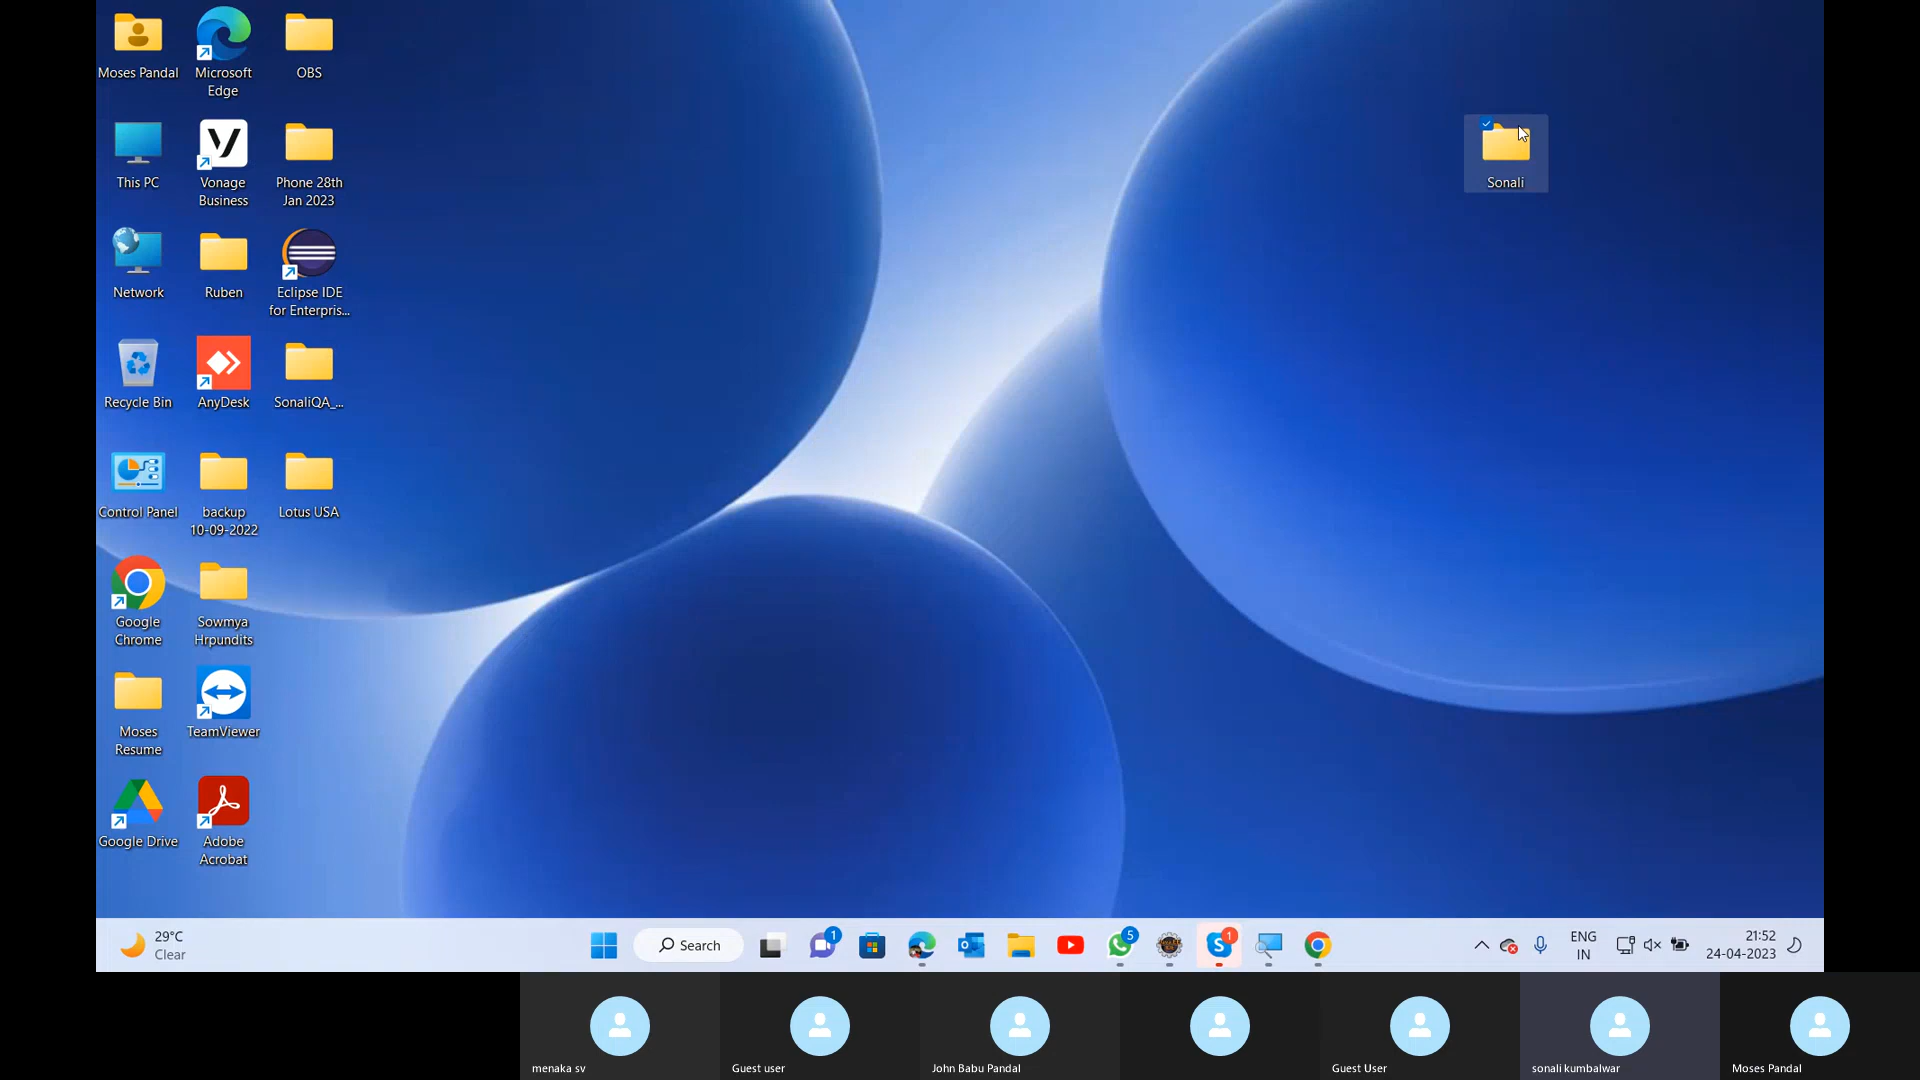 Moses Pandal
Microsoft
Edge
OBS
This PC
Vonage
Business
Phone 28th
Jan 2023
Sonali
Network
Ruben
Eclipse IDE
for Enterpris...
Recycle Bin
AnyDesk
SonaliQA_...
Control Panel
backup
10-09-2022
Lotus USA
Google
Chrome
Sowmya
Hrpundits
Moses
Resume
TeamViewer
Google Drive
Adobe
Acrobat
29°C
Clear
Search
1
5
S
1
ENG
IN
21:52
24-04-2023
menaka sv
Guest user
John Babu Pandal
Guest User
sonali kumbalwar
Moses Pandal